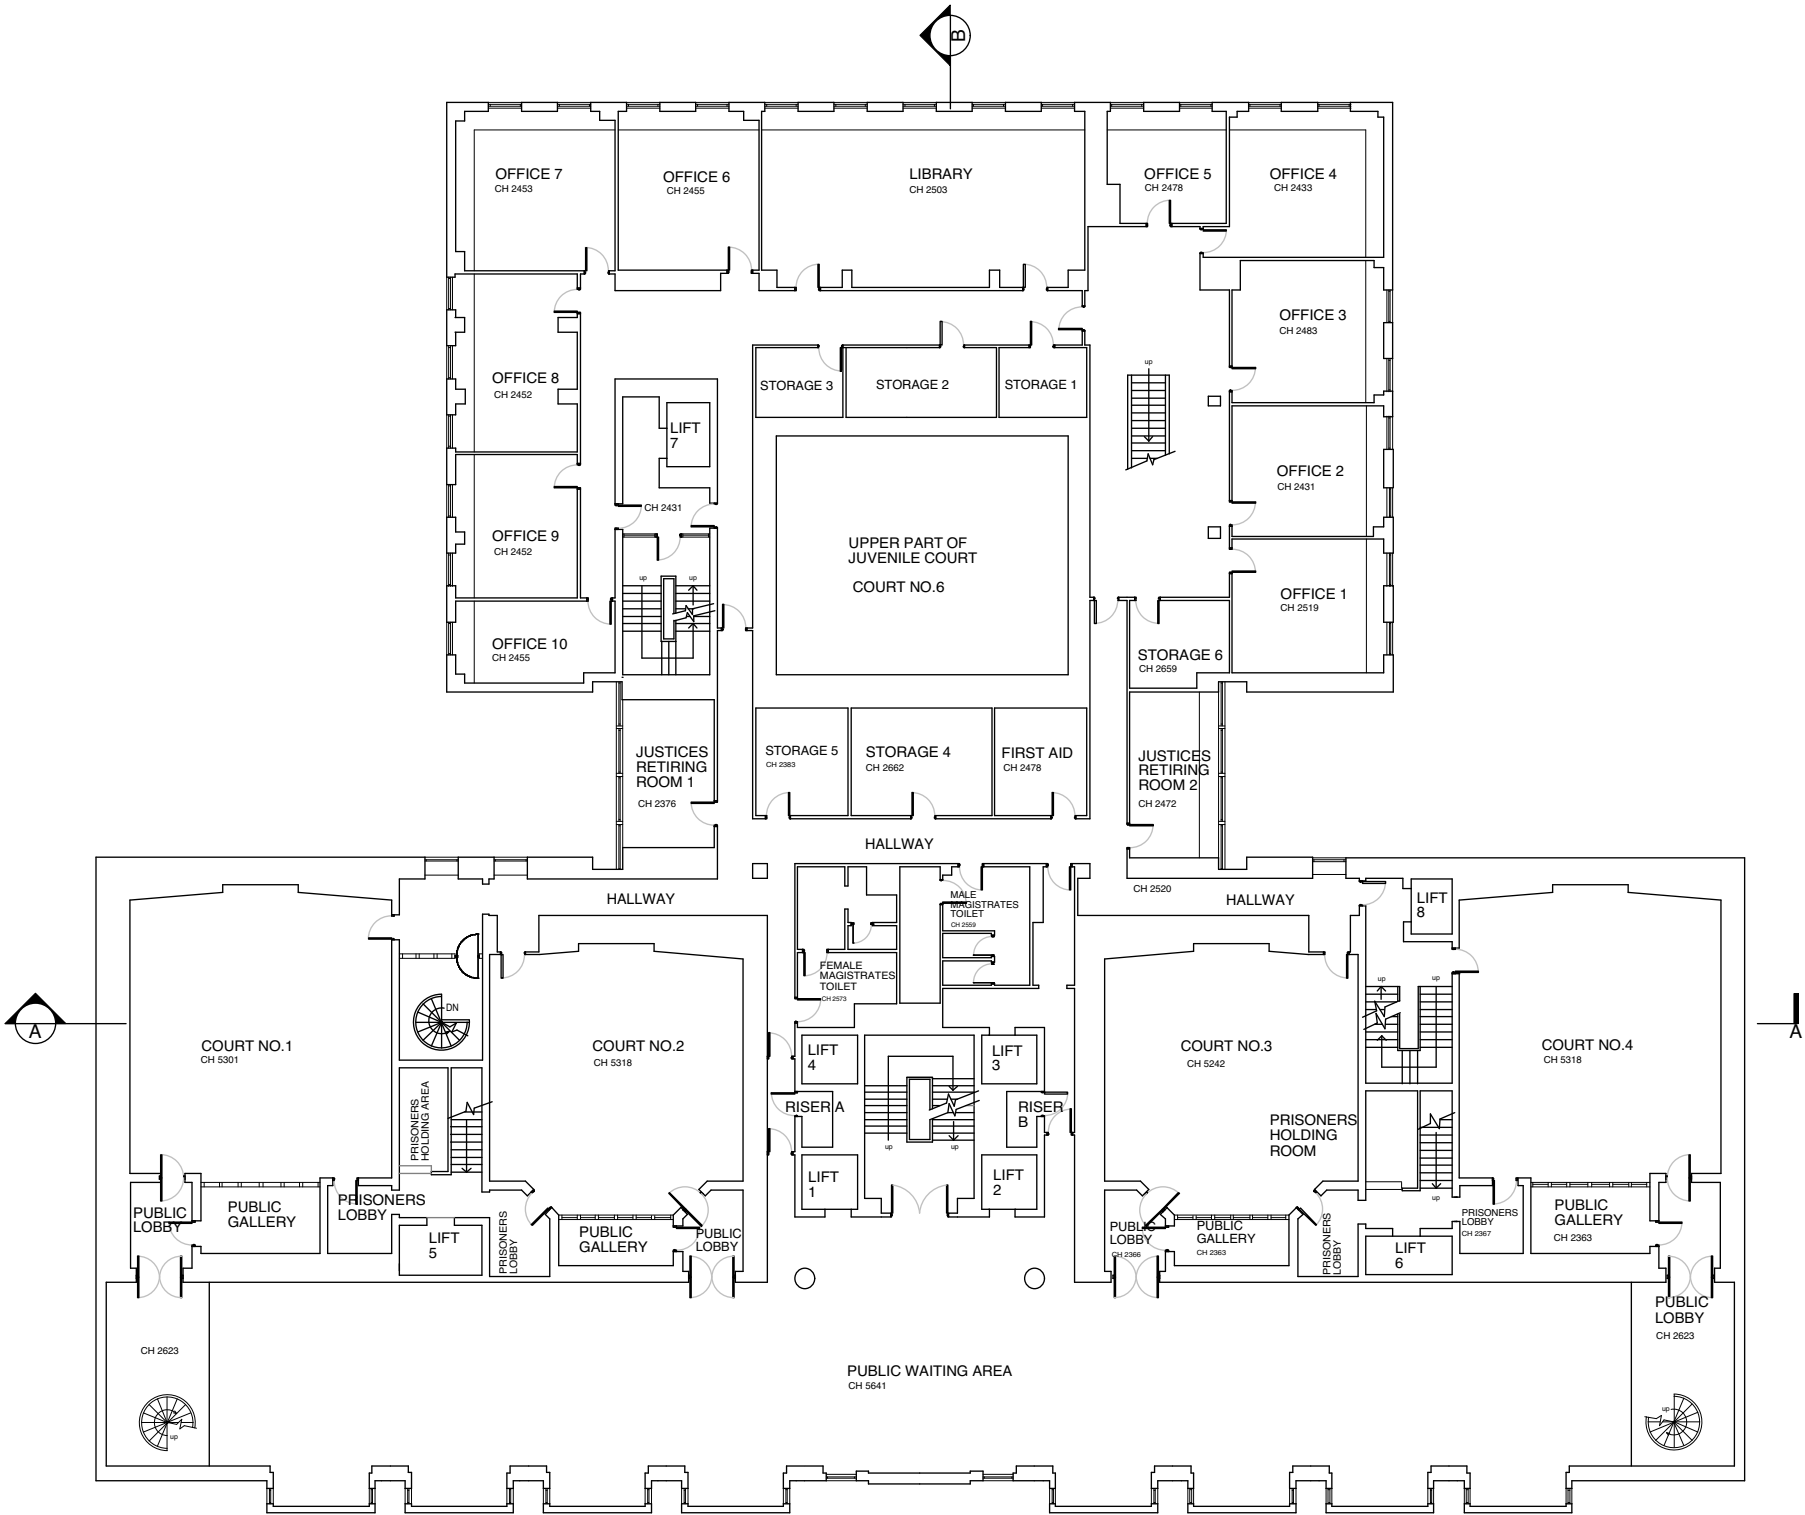 B
OFFICE 7
CH 2453
OFFICE 6
CH 2455
LIBRARY
CH 2503
OFFICE 5
CH 2478
OFFICE 4
CH 2433
OFFICE 3
CH 2483
OFFICE 8
CH 2452
STORAGE 3
STORAGE 2
STORAGE 1
up
LIFT
7
CH 2431
OFFICE 2
CH 2431
OFFICE 9
CH 2452
UPPER PART OF
JUVENILE COURT
COURT NO.6
up
up
OFFICE 1
CH 2519
OFFICE 10
CH 2455
STORAGE 6
CH 2659
JUSTICES
RETIRING
ROOM 1
CH 2376
STORAGE 5
CH 2383
STORAGE 4
CH 2662
FIRST AID
CH 2478
JUSTICES
RETIRING
ROOM 2
CH 2472
HALLWAY
HALLWAY
MALE
MAGISTRATES
TOILET
CH 2559
CH 2520
HALLWAY
LIFT
8
FEMALE
MAGISTRATES
TOILET
CH 2573
up
up
DN
A
A
COURT NO.1
CH 5301
COURT NO.2
CH 5318
LIFT
4
LIFT
3
COURT NO.3
CH 5242
COURT NO.4
CH 5318
PRISONERS
HOLDING AREA
RISER A
RISER
B
up
up
PRISONERS
HOLDING
ROOM
LIFT
1
LIFT
2
up
PUBLIC
LOBBY
PUBLIC
GALLERY
PRISONERS
LOBBY
LIFT
5
PRISONERS
LOBBY
PUBLIC
GALLERY
PUBLIC
LOBBY
PUBLIC
LOBBY
CH 2366
PUBLIC
GALLERY
CH 2363
PRISONERS
LOBBY
LIFT
6
PRISONERS
LOBBY
CH 2367
PUBLIC
GALLERY
CH 2363
PUBLIC
LOBBY
CH 2623
CH 2623
PUBLIC WAITING AREA
CH 5641
up
up